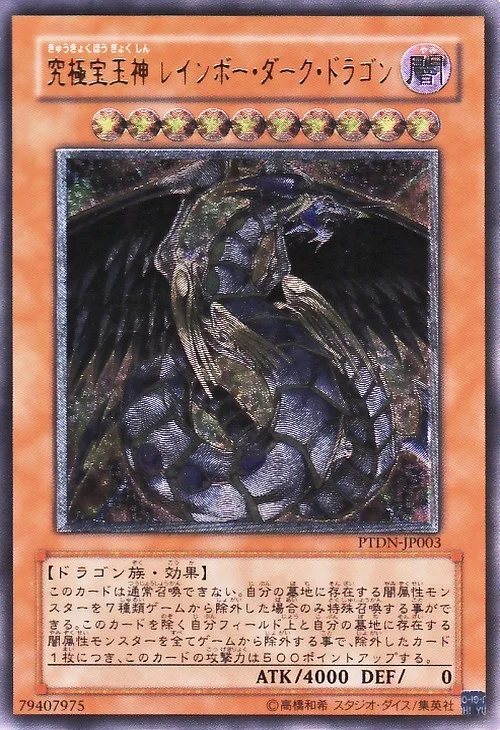 きゅうきょくほうぎょくしん
究極宝玉神 レインボー・ダーク・ドラゴン
やみ
闇
PTDN-JP003
【ドラゴン族・効果】
このカードは通常召喚できない。自分の墓地に存在する闇属性モン
スターを7種類ゲームから除外した場合のみ特殊召喚する事がで
きる。このカードを除く自分フィールド上と自分の墓地に存在する
闇属性モンスターを全てゲームから除外する事で、除外したカード
1枚につき、このカードの攻撃力は500ポイントアップする。
ATK/4000 DEF/ 0
79407975
©高橋和希 スタジオ・ダイス/集英社